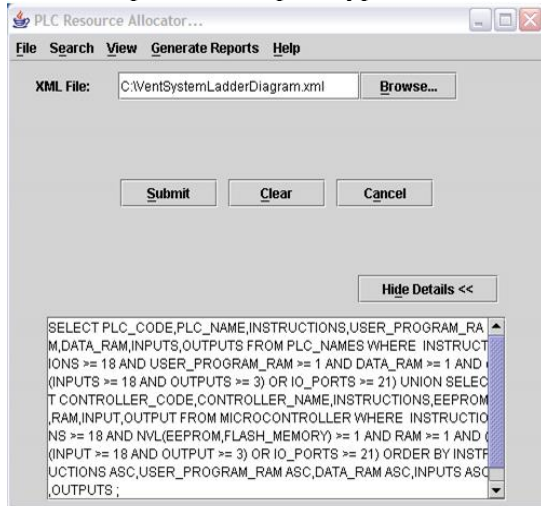 PLC Resource Allocator...
File Search View Generate Reports Help
XML File: C:\VentSystemLadderDiagram.xml Browse...
Submit Clear Cancel
Hide Details <<
SELECT PLC_CODE,PLC_NAME,INSTRUCTIONS,USER_PROGRAM_RA
M,DATA_RAM,INPUTS,OUTPUTS FROM PLC_NAMES WHERE INSTRUCT
IONS >= 18 AND USER_PROGRAM_RAM >= 1 AND DATA_RAM >= 1 AND (
(INPUTS >= 18 AND OUTPUTS >= 3) OR IO_PORTS >= 21) UNION SELEC
T CONTROLLER_CODE,CONTROLLER_NAME,INSTRUCTIONS,EEPROM
,RAM,INPUT,OUTPUT FROM MICROCONTROLLER WHERE INSTRUCTIO
NS >= 18 AND NVL(EEPROM,FLASH_MEMORY) >= 1 AND RAM >= 1 AND (
(INPUT >= 18 AND OUTPUT >= 3) OR IO_PORTS >= 21) ORDER BY INSTR
UCTIONS ASC,USER_PROGRAM_RAM ASC,DATA_RAM ASC,INPUTS ASC
,OUTPUTS ;